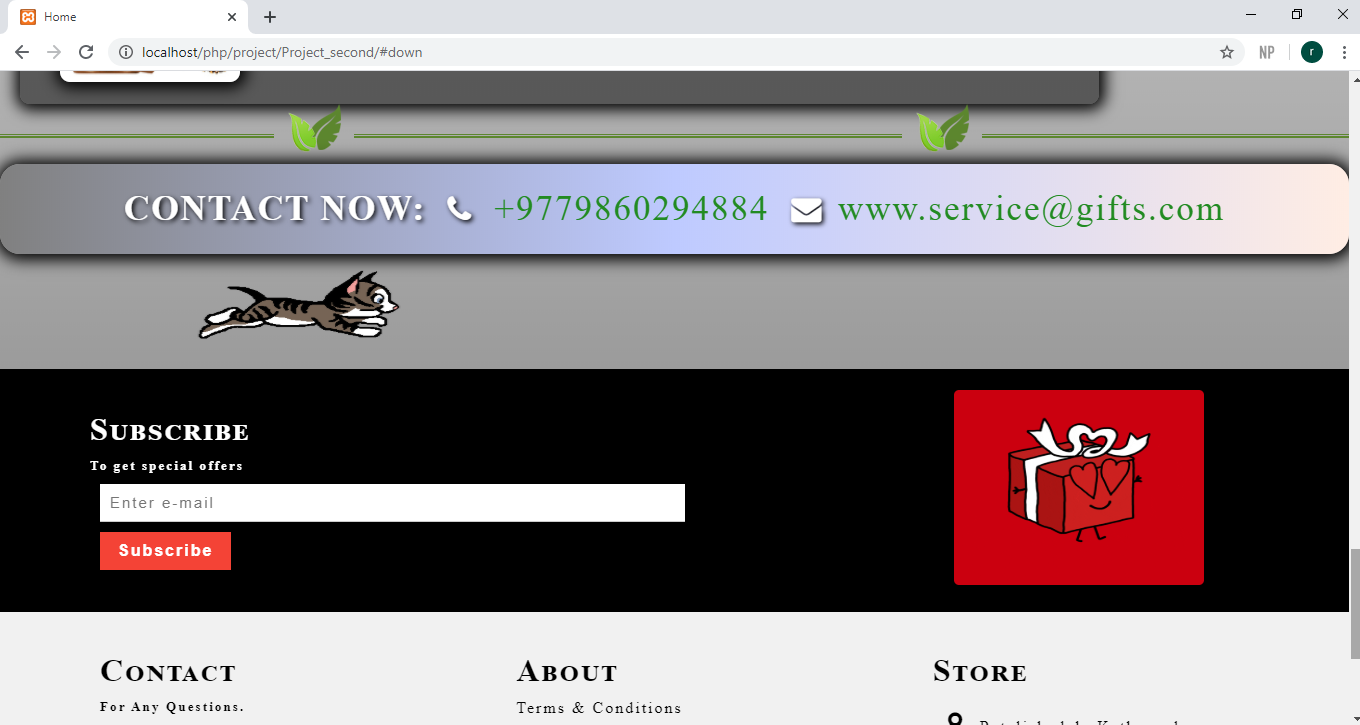 Home
localhost/php/project/Project_second/#down
NP
r
CONTACT NOW: +9779860294884 www.service@gifts.com
SUBSCRIBE
To get special offers
Enter e-mail
Subscribe
CONTACT ABOUT STORE
For Any Questions. Terms & Conditions